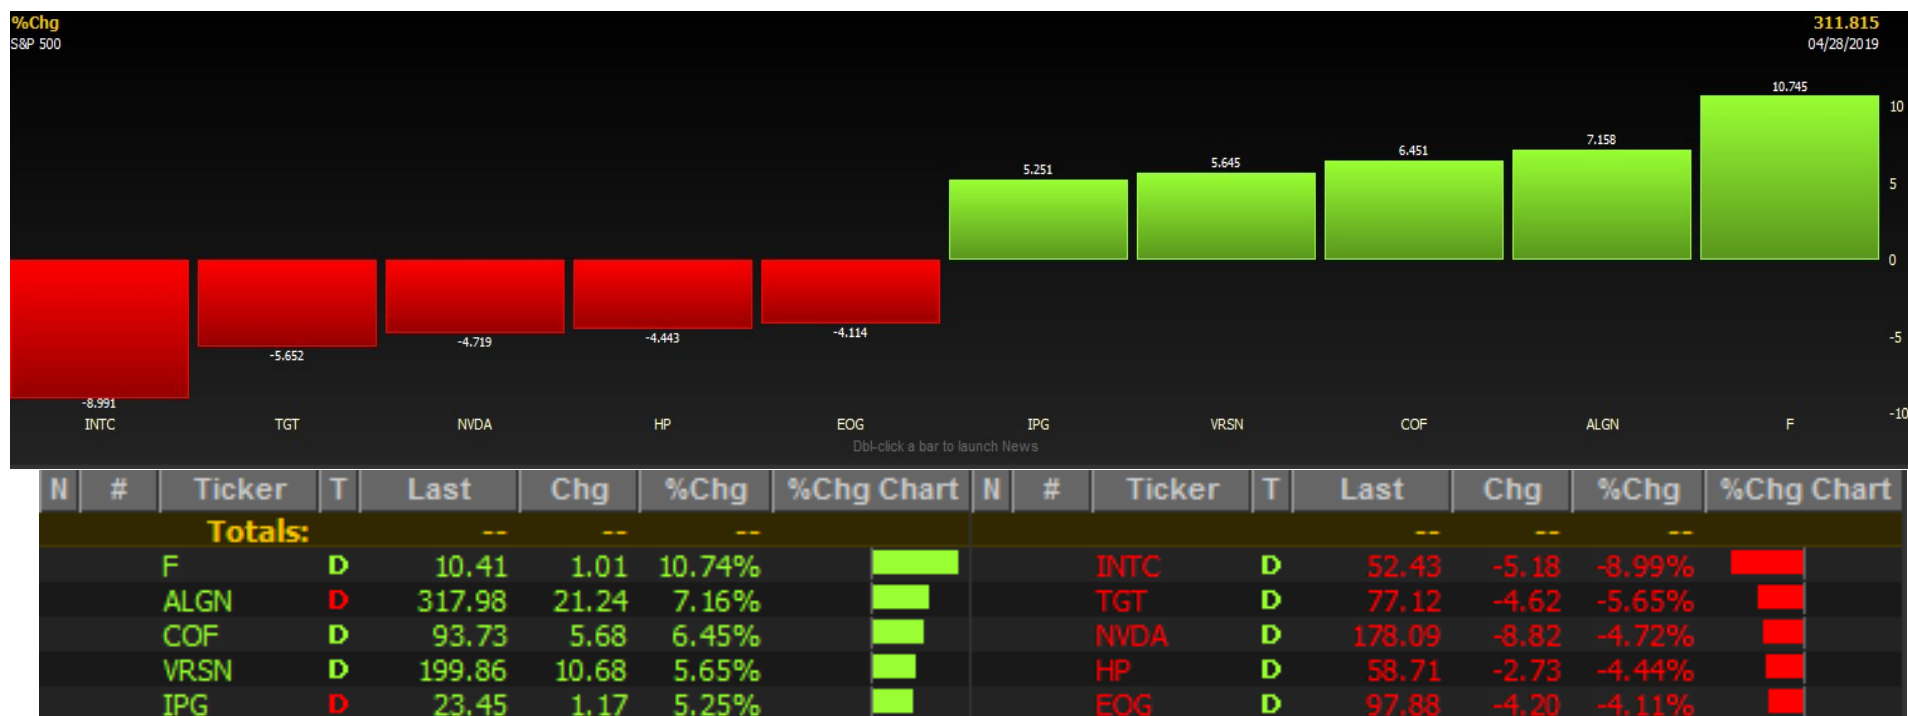 %Chg 311.815
S&P 500 04/28/2019
10.745
10
7.158
6.451
5.645
5.251
5
0
-4.114
-4.443
-4.719
-5
-5.652
-8.991
-10
INTC TGT NVDA HP EOG IPG VRSN COF ALGN F
Dbl-click a bar to launch News
N # Ticker T Last Chg %Chg %Chg Chart N # Ticker T Last Chg %Chg %Chg Chart
Totals: -- -- -- -- -- --
F D 10.41 1.01 10.74% INTC D 52.43 -5.18 -8.99%
ALGN D 317.98 21.24 7.16% TGT D 77.12 -4.62 -5.65%
COF D 93.73 5.68 6.45% NVDA D 178.09 -8.82 -4.72%
VRSN D 199.86 10.68 5.65% HP D 58.71 -2.73 -4.44%
IPG D 23.45 1.17 5.25% EOG D 97.88 -4.20 -4.11%